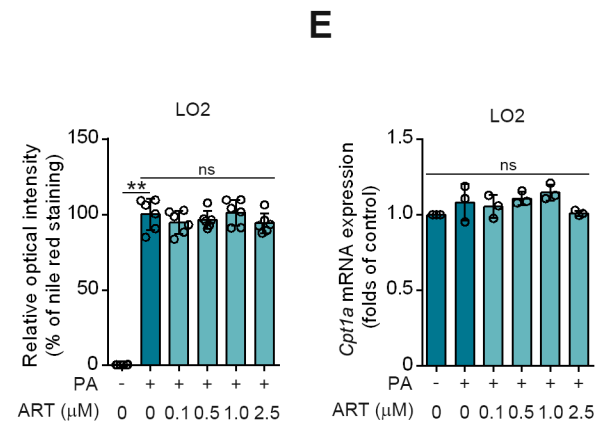 E
LO2
Relative optical intensity
(% of nile red staining)
150
100
50
0
**
ns
PA - + + + + +
ART (μM) 0 0 0.1 0.5 1.0 2.5
LO2
Cpt1a mRNA expression
(folds of control)
1.5
1.0
0.5
0
ns
PA - + + + + +
ART (μM) 0 0 0.1 0.5 1.0 2.5